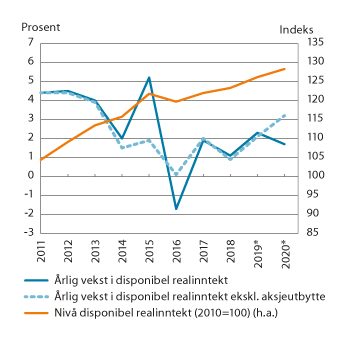 Prosent
Indeks
7 135
6 130
5 125
4 120
3 115
2 110
1 105
0 100
-1 95
-2 90
-3 85
2011 2012 2013 2014 2015 2016 2017 2018 2019* 2020*
Årlig vekst i disponibel realinntekt
Årlig vekst i disponibel realinntekt ekskl. aksjeutbytte
Nivå disponibel realinntekt (2010=100) (h.a.)